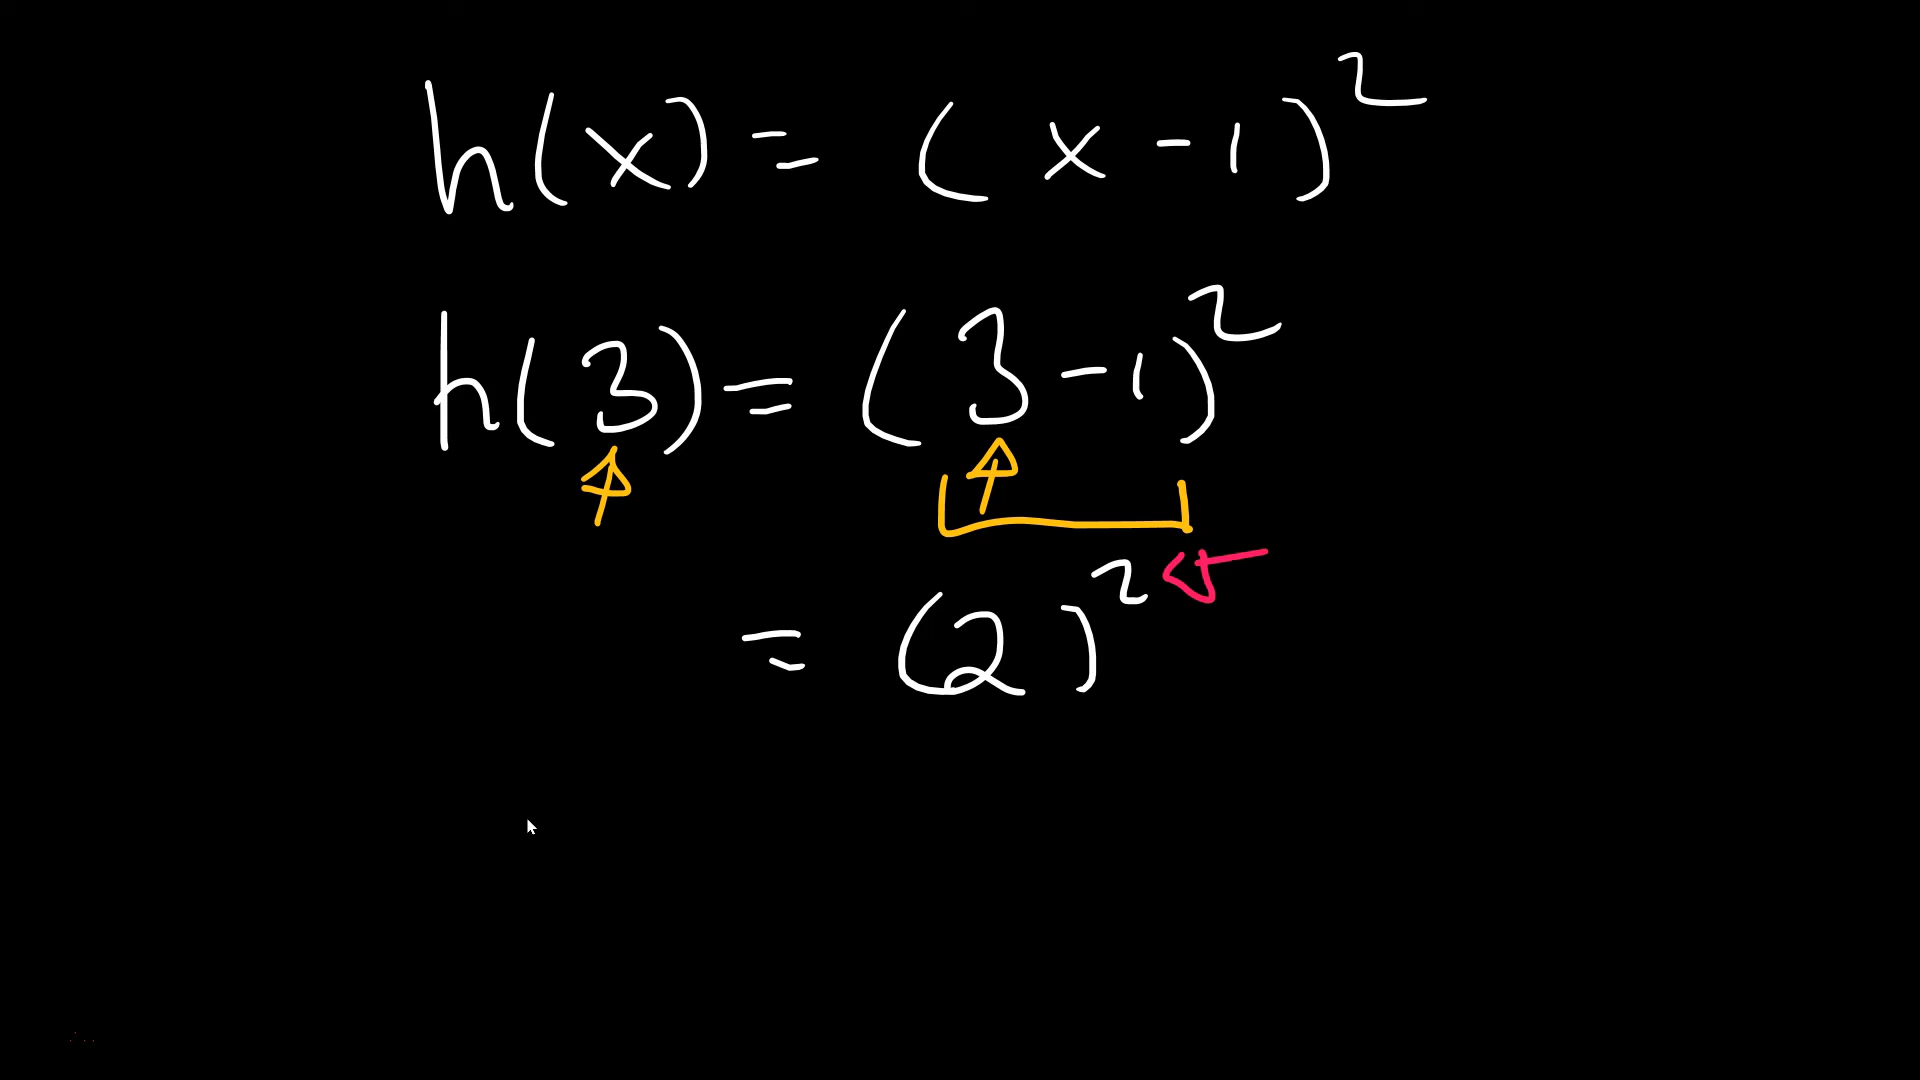 h(x) = (x-1)²
h(3) = (3-1)²
= (2)²